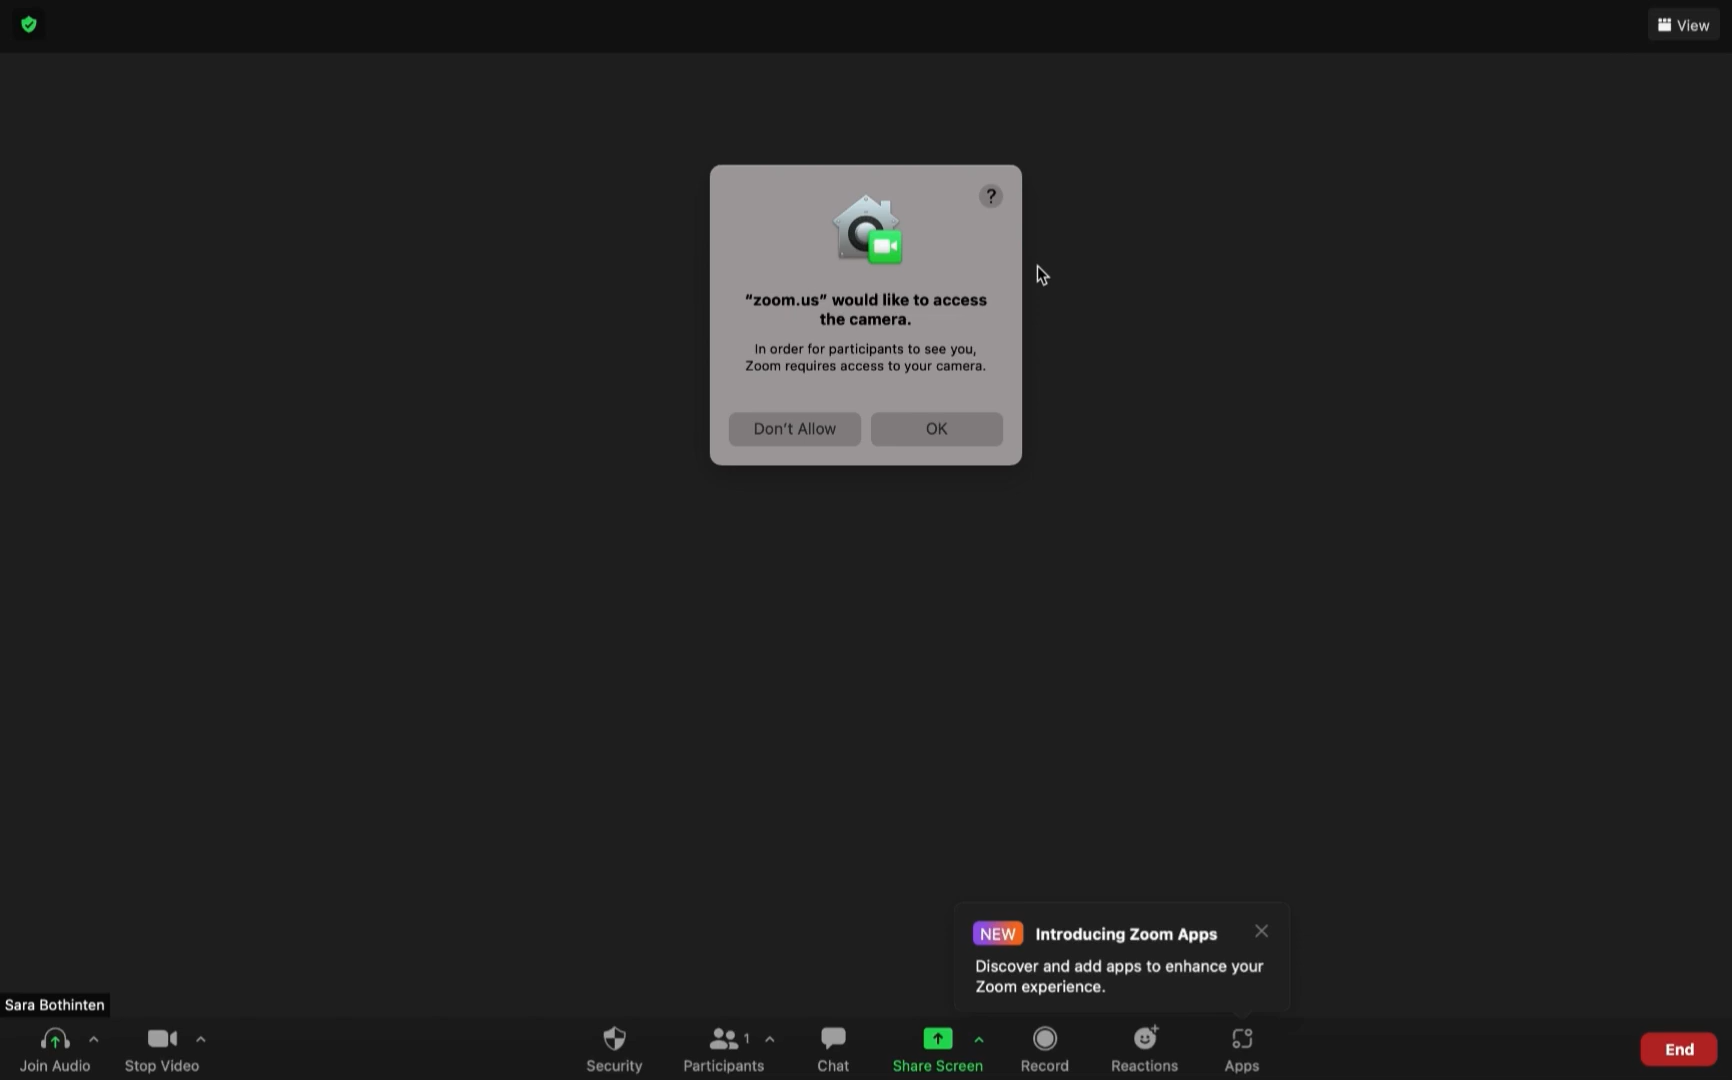 View
?
“zoom.us” would like to access
the camera.
In order for participants to see you,
Zoom requires access to your camera.
Don’t Allow
OK
NEW Introducing Zoom Apps
Discover and add apps to enhance your
Zoom experience.
Sara Bothinten
1
Join Audio
Stop Video
Security
Participants
Chat
Share Screen
Record
Reactions
Apps
End